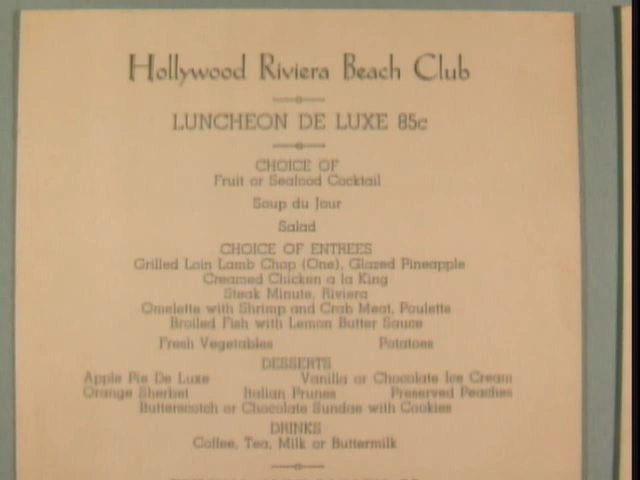 Hollywood Riviera Beach Club
LUNCHEON DE LUXE 85c
CHOICE OF
Fruit or Seafood Cocktail
Soup du Jour
Salad
CHOICE OF ENTREES
Grilled Loin Lamb Chop (One), Glazed Pineapple
Creamed Chicken a la King
Steak Minute, Riviera
Omelette with Shrimp and Crab Meat, Poulette
Broiled Fish with Lemon Butter Sauce
Fresh Vegetables Potatoes
DESSERTS
Apple Pie De Luxe Vanilla or Chocolate Ice Cream
Orange Sherbet Italian Prunes Preserved Peaches
Butterscotch or Chocolate Sundae with Cookies
DRINKS
Coffee, Tea, Milk or Buttermilk